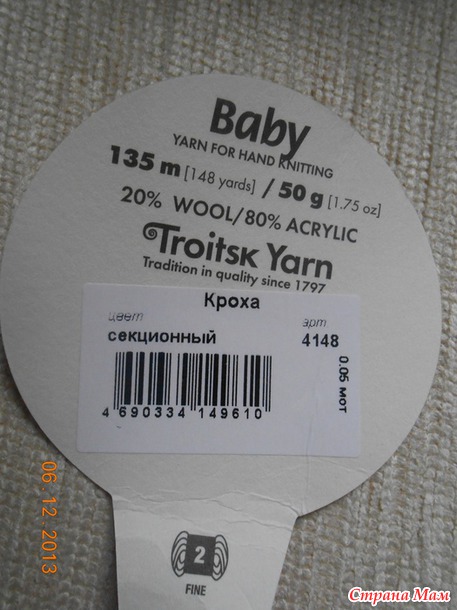 Baby
YARN FOR HAND KNITTING
135 m [148 yards] / 50 g [1.75 oz]
20% WOOL/80% ACRYLIC
Troitsk Yarn
Tradition in quality since 1797
Кроха
цвет арт
секционный 4148
0,05 мот
4 690334 149610
2
FINE
06.12.2013
Страна Мам